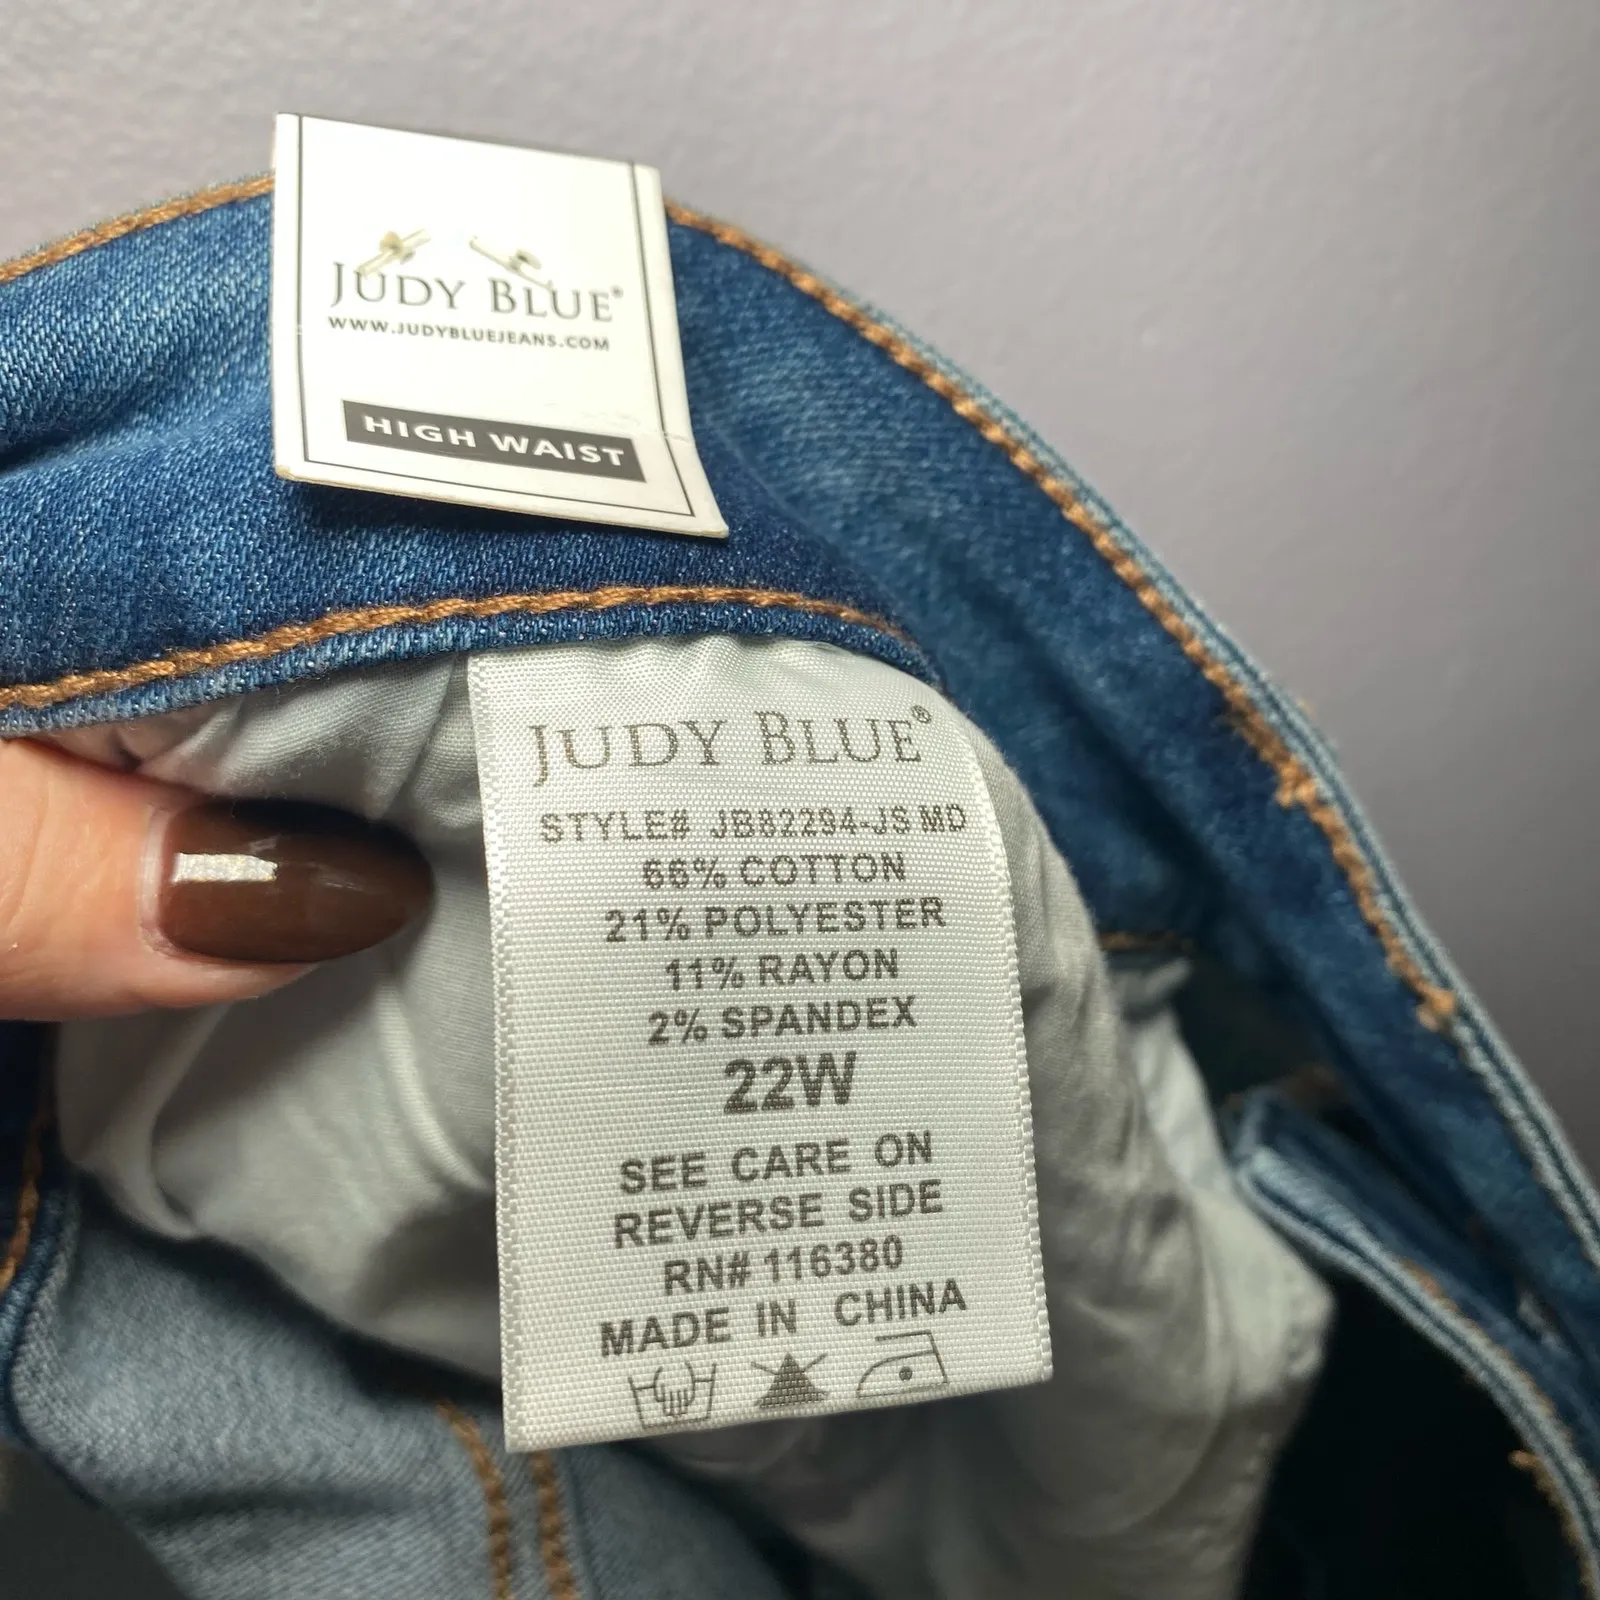 JUDY BLUE®
WWW.JUDYBLUEJEANS.COM
HIGH WAIST
JUDY BLUE®
STYLE# JB82294-JS MD
66% COTTON
21% POLYESTER
11% RAYON
2% SPANDEX
22W
SEE CARE ON
REVERSE SIDE
RN# 116380
MADE IN CHINA